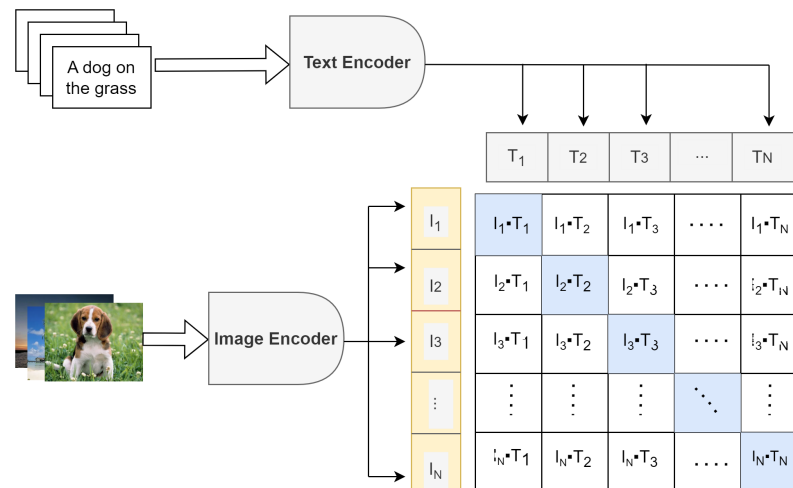 A dog on
the grass
Text Encoder
T1 T2 T3 ... TN
Image Encoder
I1
I2
I3
⋮
IN
I1▪T1 I1▪T2 I1▪T3 .... I1▪TN
I2▪T1 I2▪T2 I2▪T3 .... I2▪TN
I3▪T1 I3▪T2 I3▪T3 .... I3▪TN
⋮ ⋮ ⋮ ⋱ ⋮
IN▪T1 IN▪T2 IN▪T3 .... IN▪TN